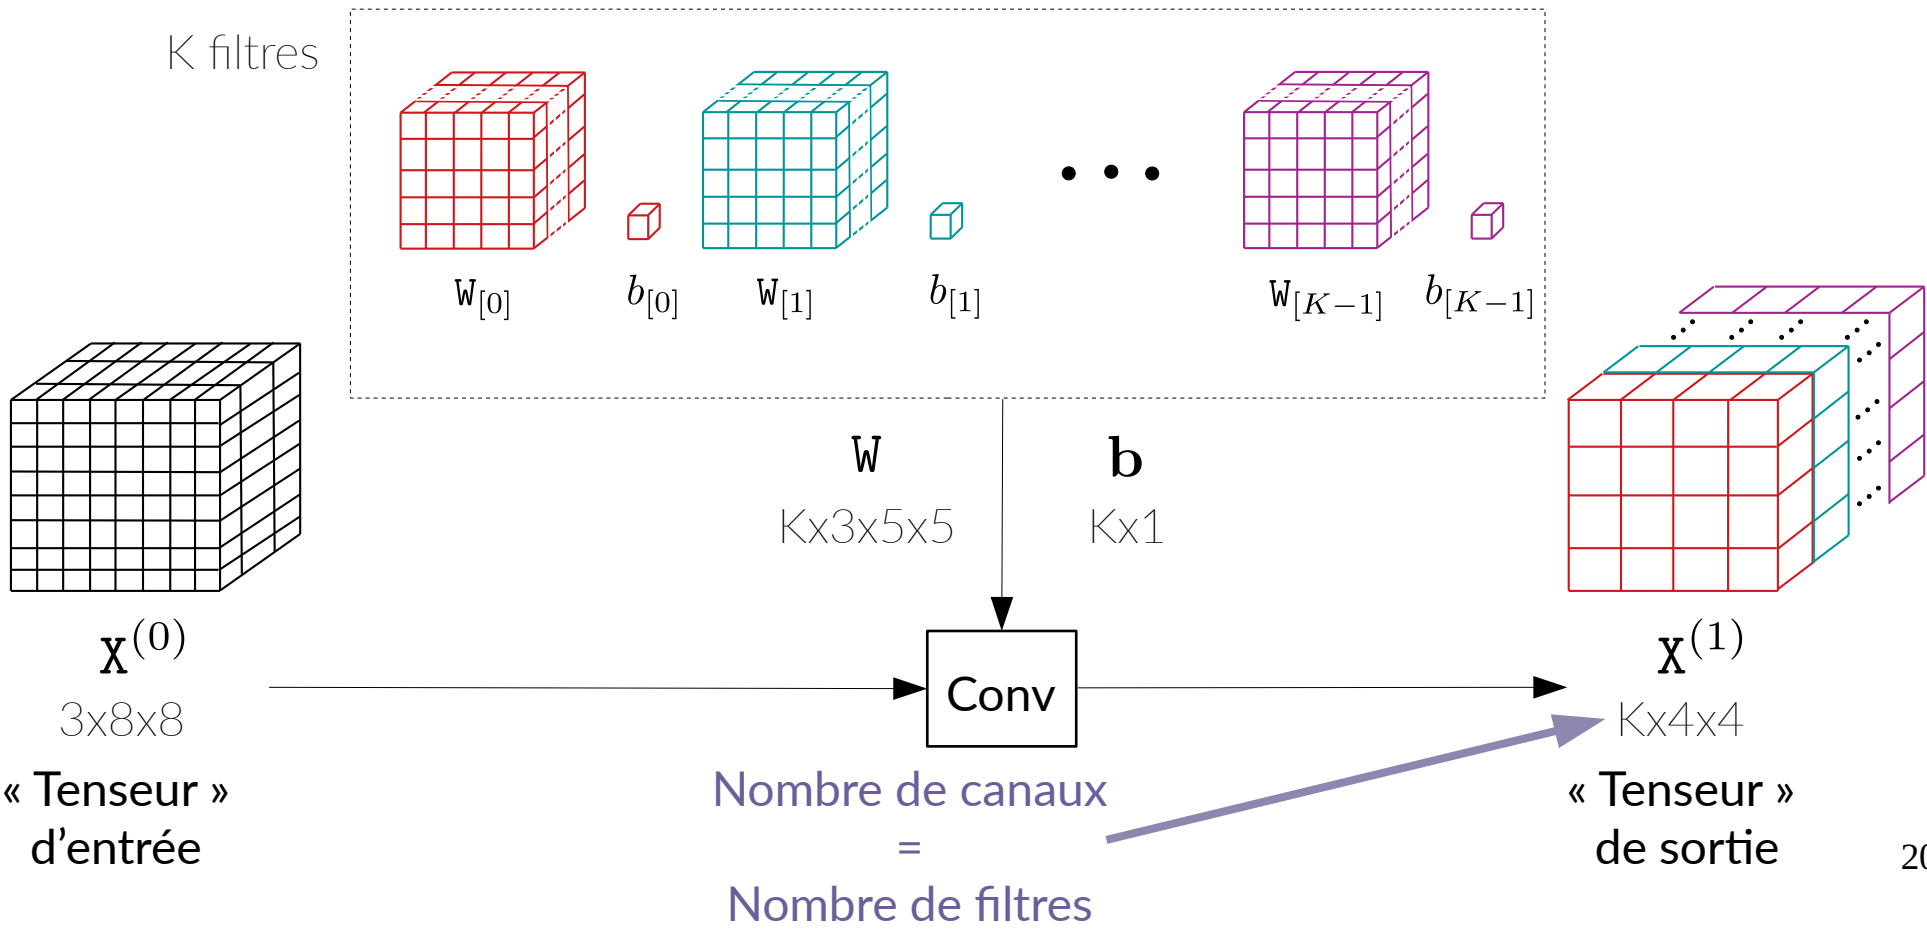 K filtres
W[0]
b[0]
W[1]
b[1]
W[K−1]
b[K−1]
W
b
Kx3x5x5
Kx1
X(0)
3x8x8
« Tenseur »
d’entrée
Conv
Nombre de canaux
=
Nombre de filtres
X(1)
Kx4x4
« Tenseur »
de sortie
20